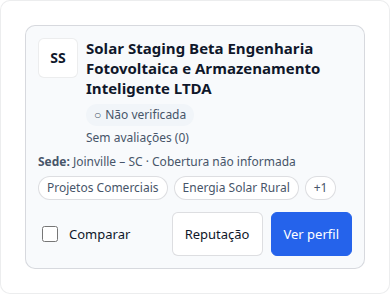 SS
Solar Staging Beta Engenharia
Fotovoltaica e Armazenamento
Inteligente LTDA
○ Não verificada
Sem avaliações (0)
Sede: Joinville – SC · Cobertura não informada
Projetos Comerciais
Energia Solar Rural
+1
Comparar
Reputação
Ver perfil